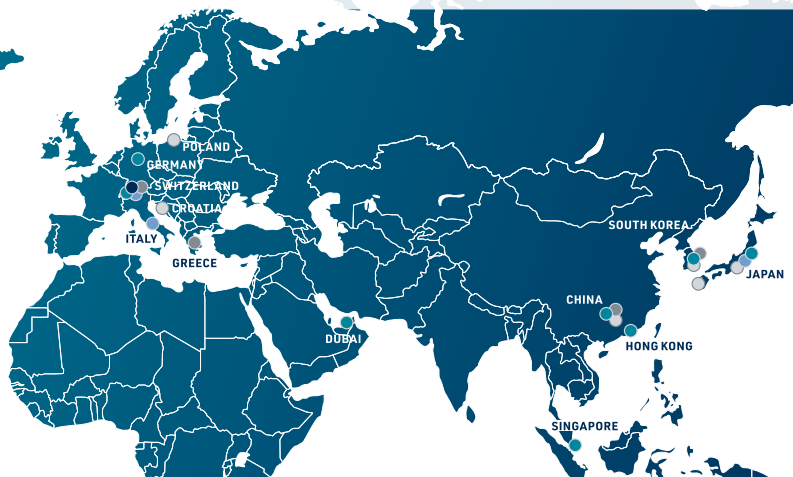 POLAND
GERMANY
SWITZERLAND
CROATIA
ITALY
GREECE
DUBAI
SOUTH KOREA
JAPAN
CHINA
HONG KONG
SINGAPORE